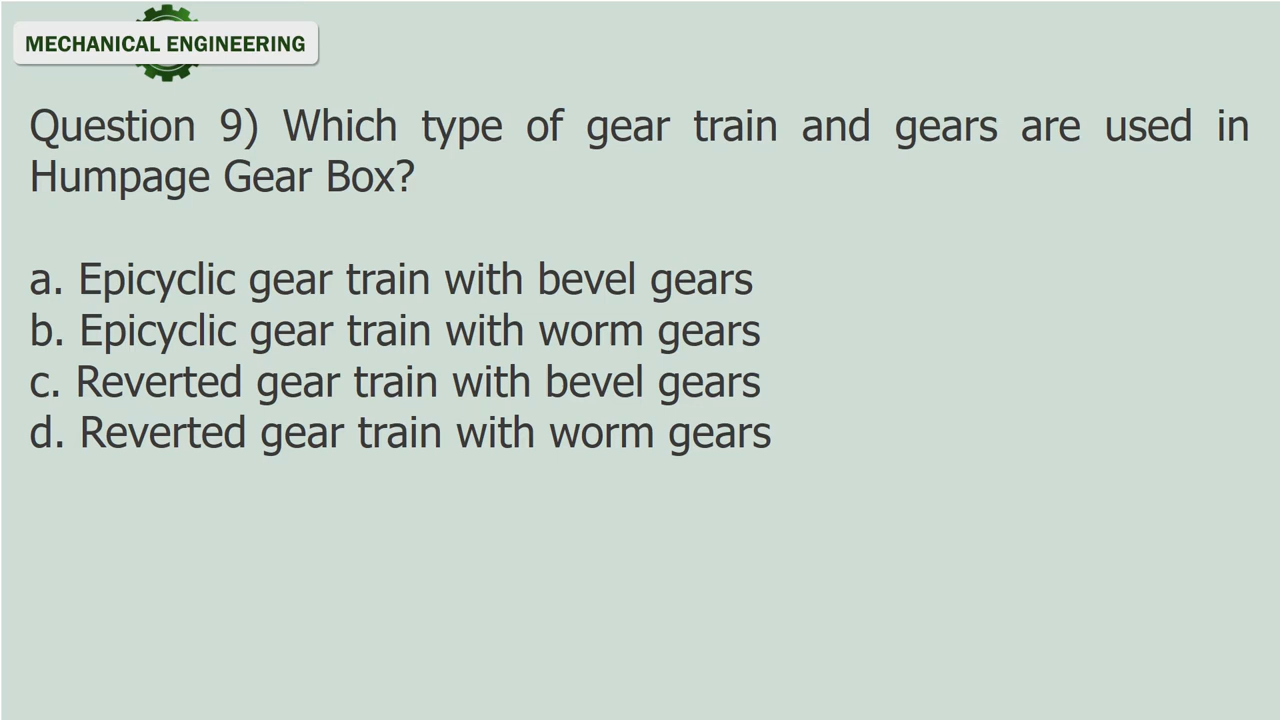 MECHANICAL ENGINEERING
Question 9) Which type of gear train and gears are used in
Humpage Gear Box?
a. Epicyclic gear train with bevel gears
b. Epicyclic gear train with worm gears
c. Reverted gear train with bevel gears
d. Reverted gear train with worm gears